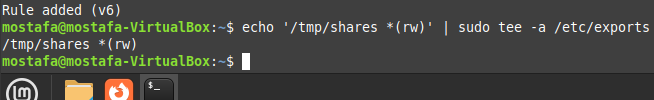 Rule added (v6)
mostafa@mostafa-VirtualBox:~$ echo '/tmp/shares *(rw)' | sudo tee -a /etc/exports
/tmp/shares *(rw)
mostafa@mostafa-VirtualBox:~$
$_